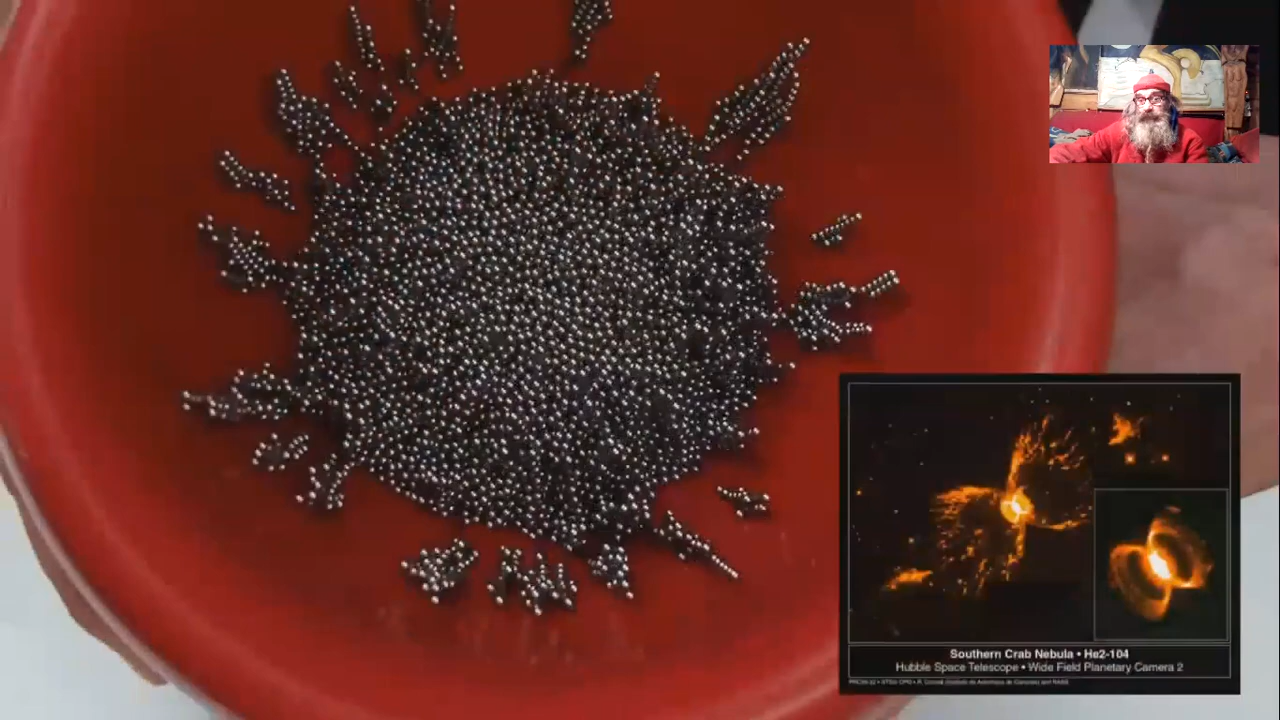 Southern Crab Nebula • He2-104
Hubble Space Telescope • Wide Field Planetary Camera 2